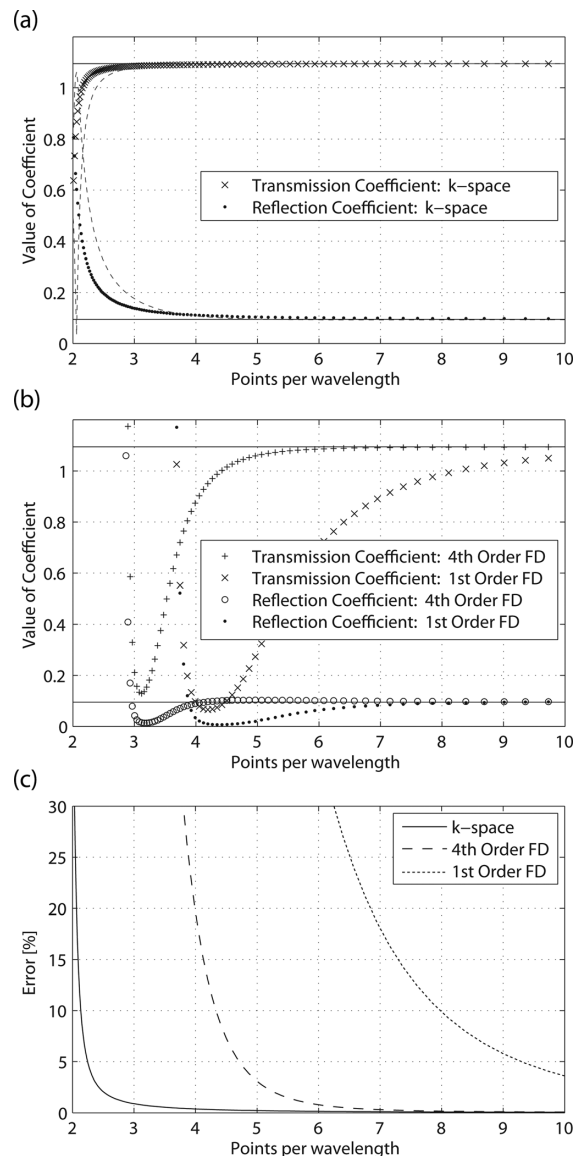 (a)
1
0.8
0.6
0.4
0.2
0
Value of Coefficient
× Transmission Coefficient: k−space
• Reflection Coefficient: k−space
2 3 4 5 6 7 8 9 10
Points per wavelength
(b)
1
0.8
0.6
0.4
0.2
0
Value of Coefficient
+ Transmission Coefficient: 4th Order FD
× Transmission Coefficient: 1st Order FD
○ Reflection Coefficient: 4th Order FD
• Reflection Coefficient: 1st Order FD
2 3 4 5 6 7 8 9 10
Points per wavelength
(c)
30
25
20
15
10
5
0
Error [%]
k−space
4th Order FD
1st Order FD
2 3 4 5 6 7 8 9 10
Points per wavelength